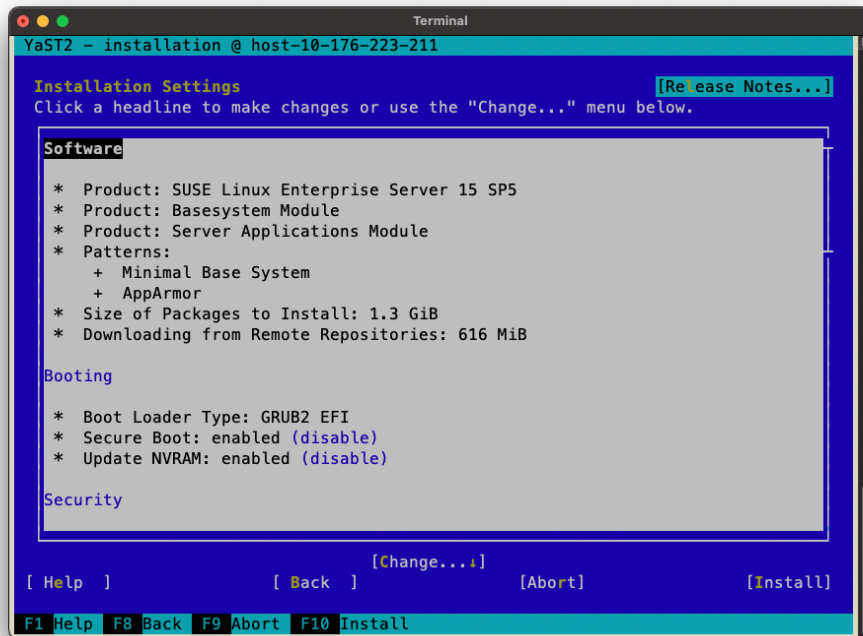 Terminal
YaST2 - installation @ host-10-176-223-211
Installation Settings [Release Notes...]
Click a headline to make changes or use the "Change..." menu below.
Software
* Product: SUSE Linux Enterprise Server 15 SP5
* Product: Basesystem Module
* Product: Server Applications Module
* Patterns:
+ Minimal Base System
+ AppArmor
* Size of Packages to Install: 1.3 GiB
* Downloading from Remote Repositories: 616 MiB
Booting
* Boot Loader Type: GRUB2 EFI
* Secure Boot: enabled (disable)
* Update NVRAM: enabled (disable)
Security
[Change...↓]
[ Help ] [ Back ] [Abort] [Install]
F1 Help F8 Back F9 Abort F10 Install